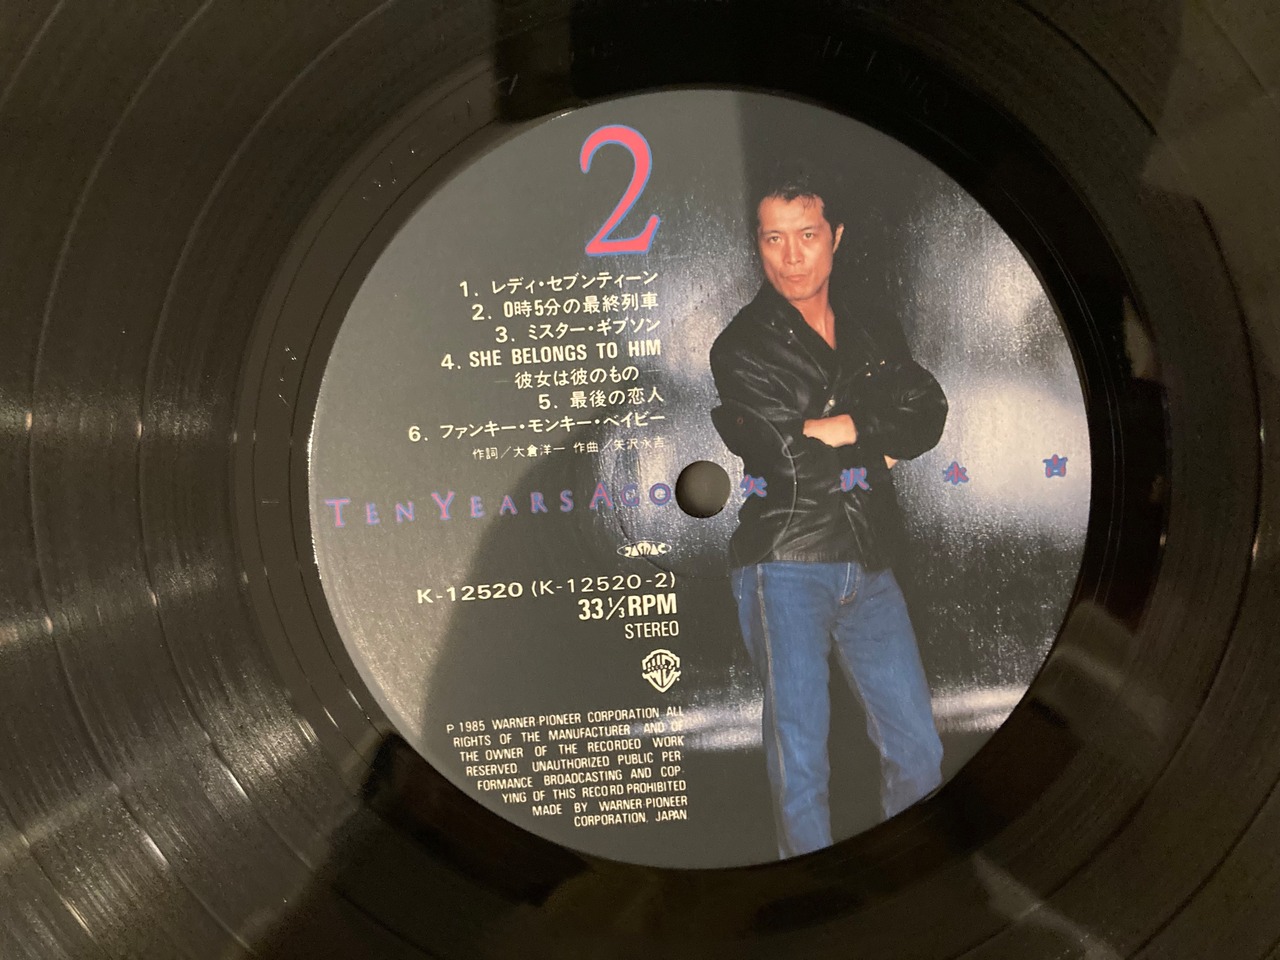 2
1. レディ・セブンティーン
2. 0時5分の最終列車
3. ミスター・ギブソン
4. SHE BELONGS TO HIM
—彼女は彼のもの—
5. 最後の恋人
6. ファンキー・モンキー・ベイビー
作詞/大倉洋一 作曲/矢沢永吉
TEN YEARS AGO 矢沢永吉
JASRAC
K-12520 (K-12520-2)
33⅓RPM
STEREO
P 1985 WARNER-PIONEER CORPORATION ALL
RIGHTS OF THE MANUFACTURER AND OF
THE OWNER OF THE RECORDED WORK
RESERVED. UNAUTHORIZED PUBLIC PER-
FORMANCE BROADCASTING AND COP-
YING OF THIS RECORD PROHIBITED
MADE BY WARNER-PIONEER
CORPORATION, JAPAN